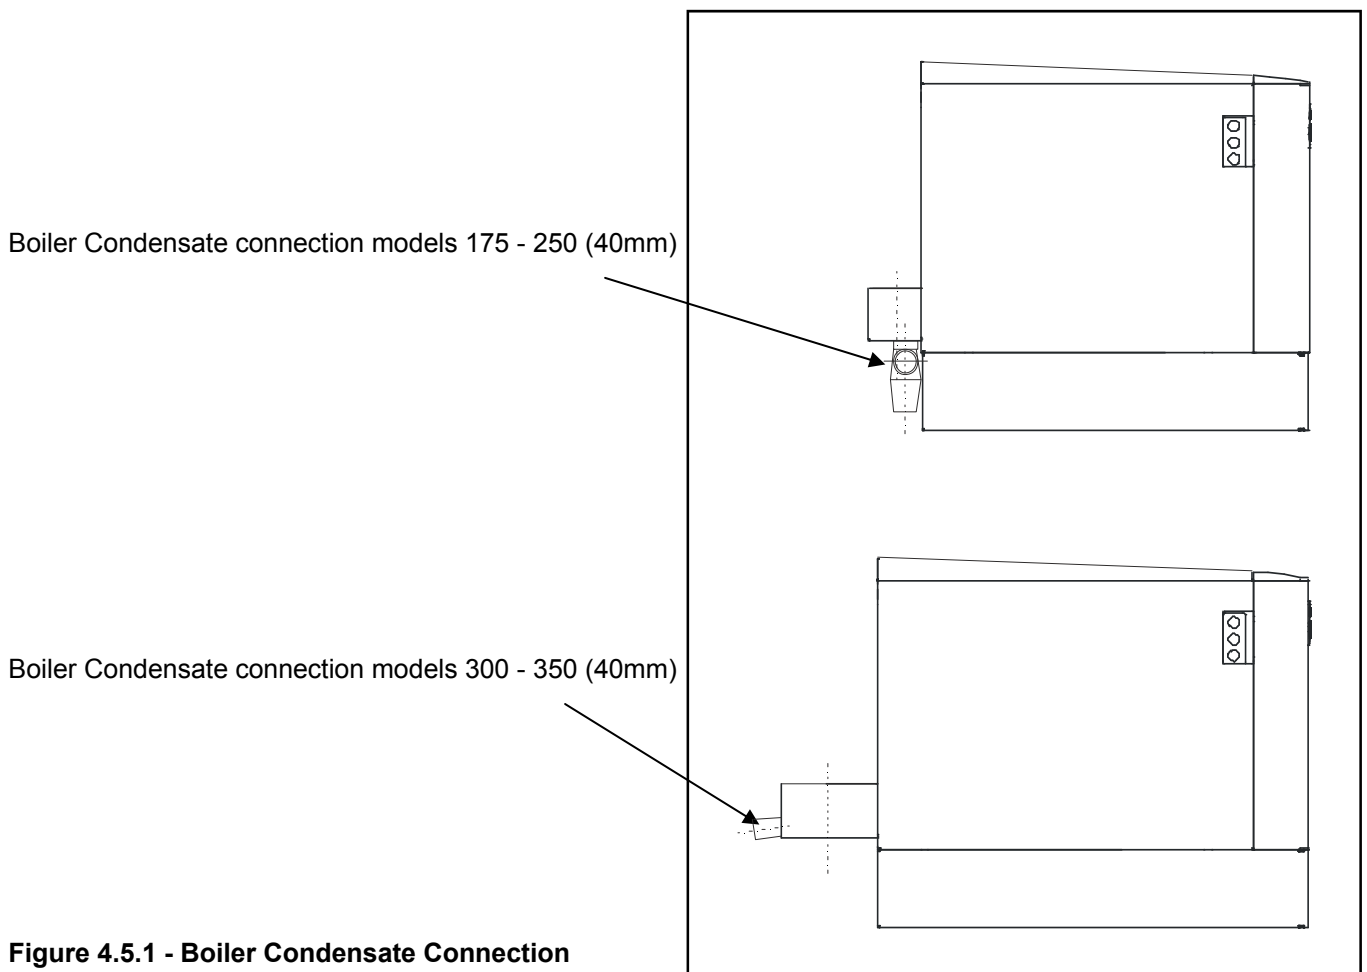 Boiler Condensate connection models 175 - 250 (40mm)
Boiler Condensate connection models 300 - 350 (40mm)
Figure 4.5.1 - Boiler Condensate Connection